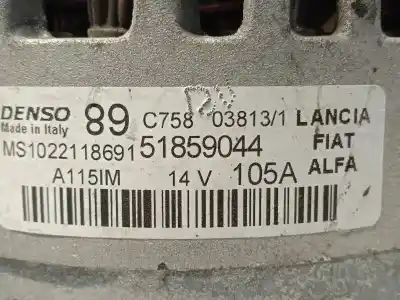 DENSO 89 C758 03813/1 LANCIA
Made in Italy
MS1022118691 51859044 FIAT
A115IM 14 V 105A ALFA